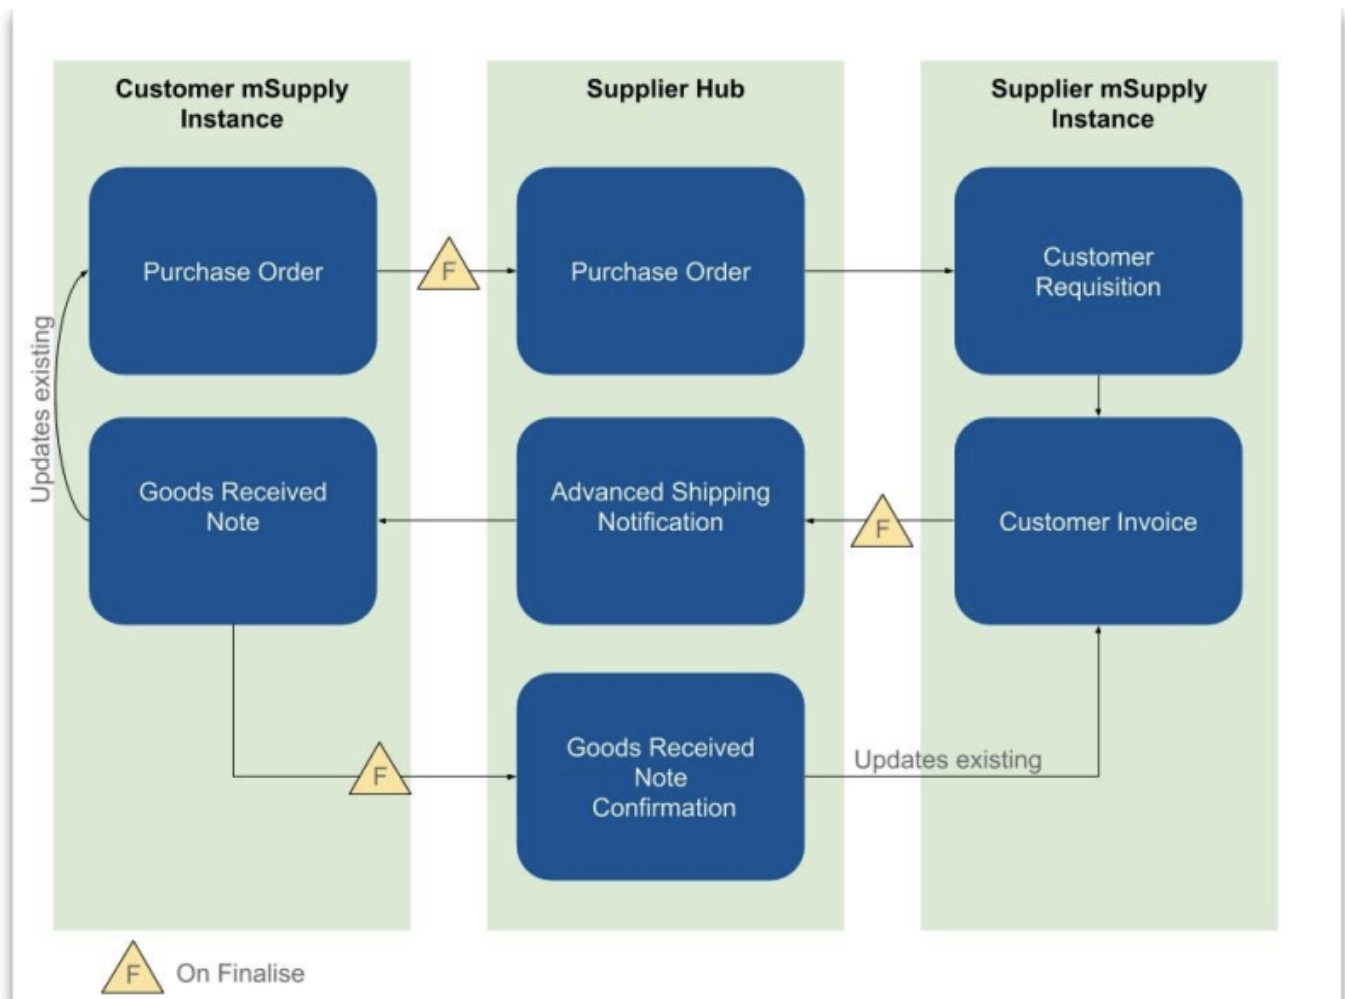 Customer mSupply
Instance
Supplier Hub
Supplier mSupply
Instance
Purchase Order
F
Purchase Order
Customer
Requisition
Updates existing
Goods Received
Note
Advanced Shipping
Notification
F
Customer Invoice
F
Goods Received
Note
Confirmation
Updates existing
F
On Finalise